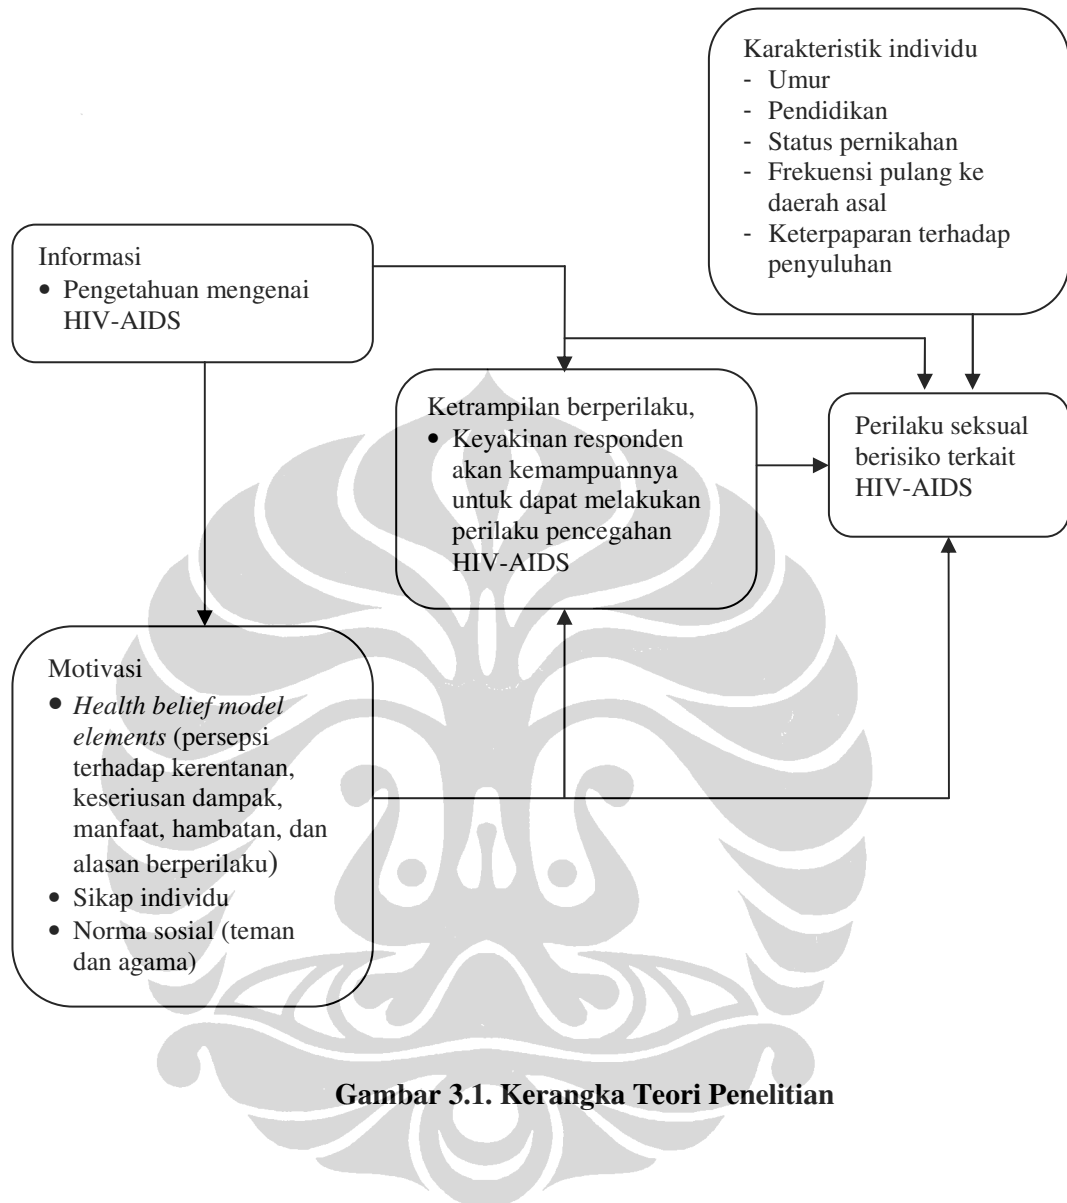 Karakteristik individu
- Umur
- Pendidikan
- Status pernikahan
- Frekuensi pulang ke
daerah asal
- Keterpaparan terhadap
penyuluhan
Informasi
• Pengetahuan mengenai
HIV-AIDS
Ketrampilan berperilaku,
• Keyakinan responden
akan kemampuannya
untuk dapat melakukan
perilaku pencegahan
HIV-AIDS
Perilaku seksual
berisiko terkait
HIV-AIDS
Motivasi
• Health belief model
elements (persepsi
terhadap kerentanan,
keseriusan dampak,
manfaat, hambatan, dan
alasan berperilaku)
• Sikap individu
• Norma sosial (teman
dan agama)
Gambar 3.1. Kerangka Teori Penelitian